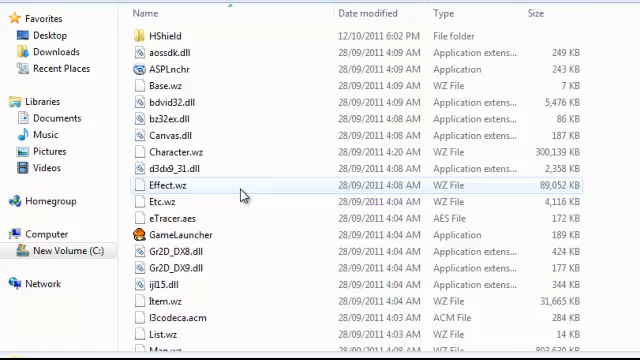 Name Date modified Type Size
Favorites
Desktop
Downloads
Recent Places
Libraries
Documents
Music
Pictures
Videos
Homegroup
Computer
New Volume (C:)
Network
HShield 12/10/2011 6:02 PM File folder
aossdk.dll 28/09/2011 4:09 AM Application extens... 249 KB
ASPLnchr 28/09/2011 4:09 AM Application 243 KB
Base.wz 28/09/2011 4:09 AM WZ File 7 KB
bdvid32.dll 28/09/2011 4:09 AM Application extens... 5,476 KB
bz32ex.dll 28/09/2011 4:08 AM Application extens... 86 KB
Canvas.dll 28/09/2011 4:08 AM Application extens... 187 KB
Character.wz 28/09/2011 4:20 AM WZ File 300,139 KB
d3dx9_31.dll 28/09/2011 4:08 AM Application extens... 2,358 KB
Effect.wz 28/09/2011 4:08 AM WZ File 89,052 KB
Etc.wz 28/09/2011 4:04 AM WZ File 4,116 KB
eTracer.aes 28/09/2011 4:04 AM AES File 172 KB
GameLauncher 28/09/2011 4:04 AM Application 189 KB
Gr2D_DX8.dll 28/09/2011 4:04 AM Application extens... 424 KB
Gr2D_DX9.dll 28/09/2011 4:04 AM Application extens... 177 KB
ijl15.dll 28/09/2011 4:04 AM Application extens... 344 KB
Item.wz 28/09/2011 4:04 AM WZ File 31,665 KB
l3codeca.acm 28/09/2011 4:03 AM ACM File 284 KB
List.wz 28/09/2011 4:03 AM WZ File 14 KB